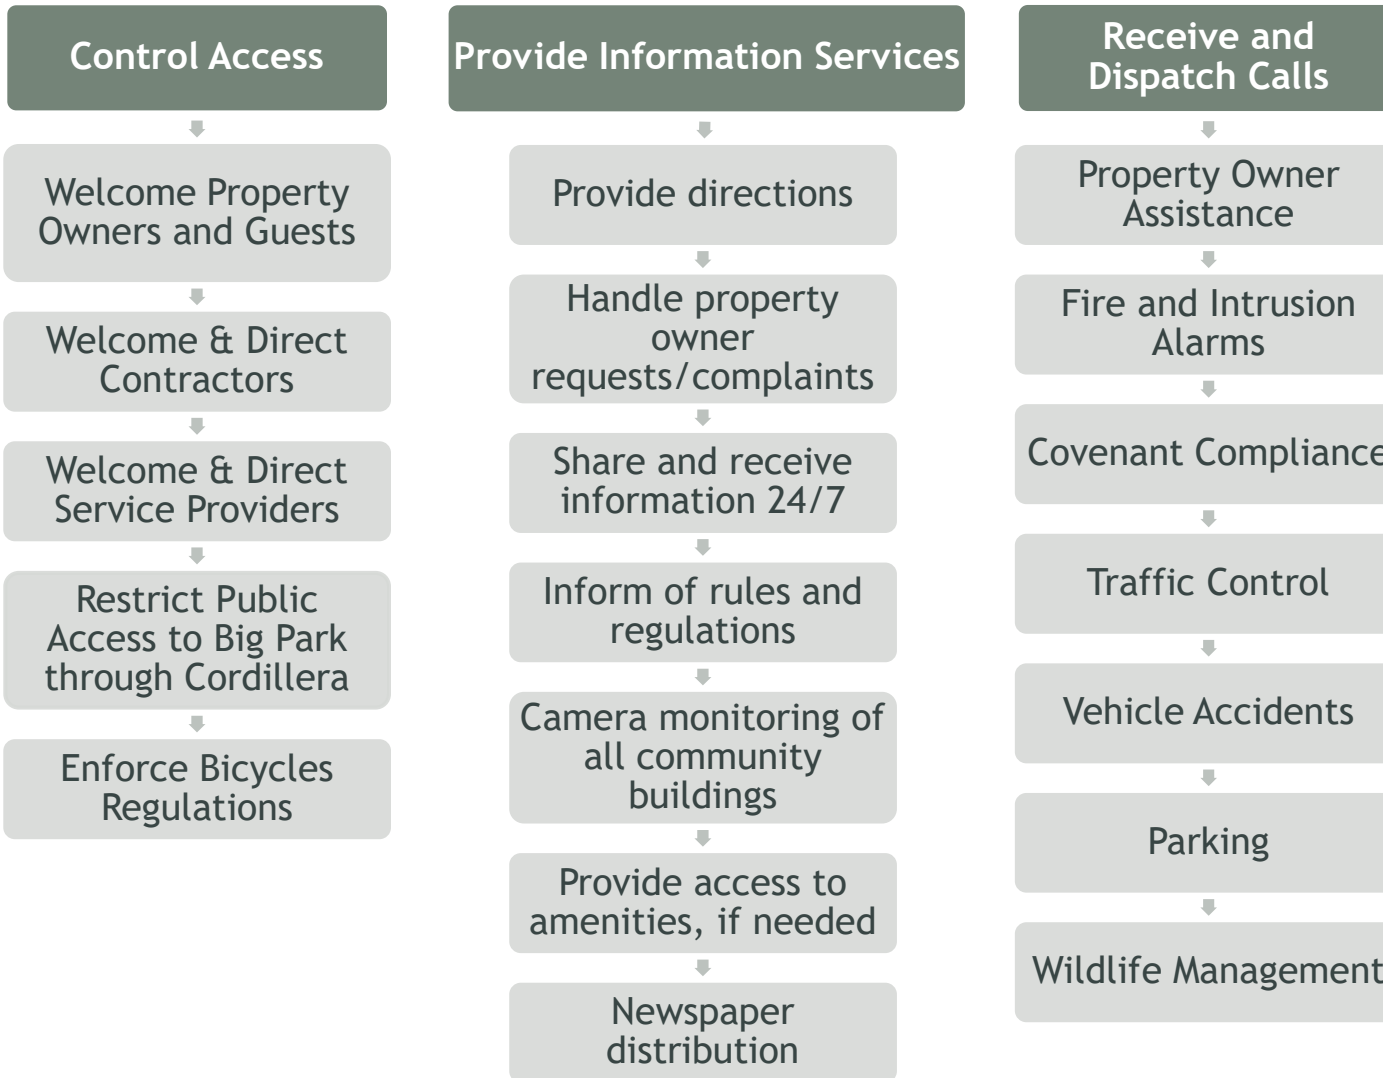 Control Access
Welcome Property
Owners and Guests
Welcome & Direct
Contractors
Welcome & Direct
Service Providers
Restrict Public
Access to Big Park
through Cordillera
Enforce Bicycles
Regulations
Provide Information Services
Provide directions
Handle property
owner
requests/complaints
Share and receive
information 24/7
Inform of rules and
regulations
Camera monitoring of
all community
buildings
Provide access to
amenities, if needed
Newspaper
distribution
Receive and
Dispatch Calls
Property Owner
Assistance
Fire and Intrusion
Alarms
Covenant Compliance
Traffic Control
Vehicle Accidents
Parking
Wildlife Management